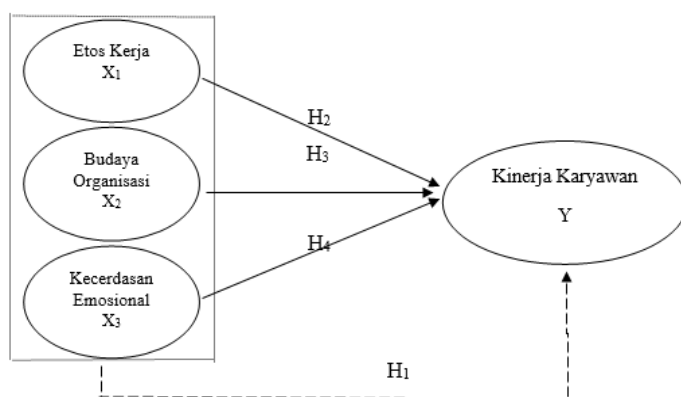 Etos Kerja
X₁
H₂
Budaya
Organisasi
X₂
H₃
Kinerja Karyawan
Y
Kecerdasan
Emosional
X₃
H₄
H₁